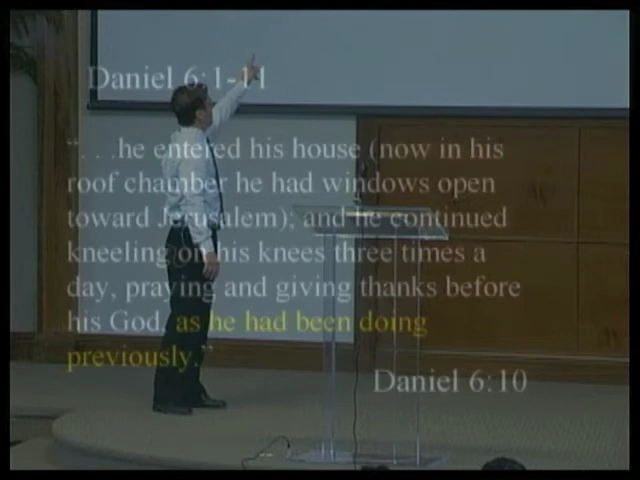 Daniel 6:1-11
“. . .he entered his house (now in his
roof chamber he had windows open
toward Jerusalem); and he continued
kneeling on his knees three times a
day, praying and giving thanks before
his God, as he had been doing
previously.”
Daniel 6:10